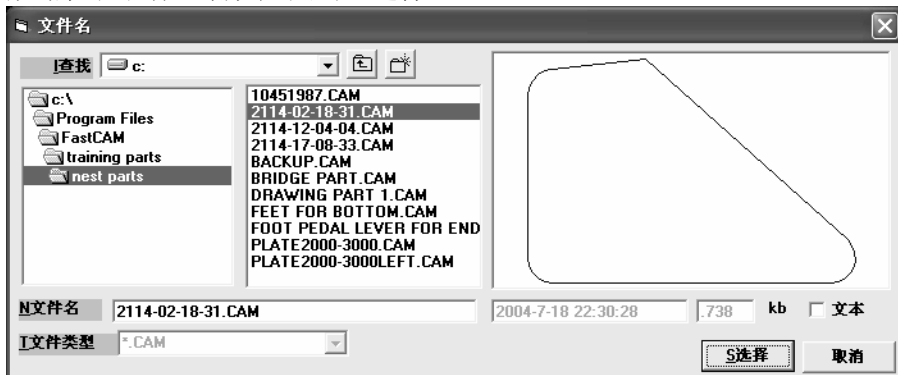 文件名
I查找 c:
c:\
Program Files
FastCAM
training parts
nest parts
10451987.CAM
2114-02-18-31.CAM
2114-12-04-04.CAM
2114-17-08-33.CAM
BACKUP.CAM
BRIDGE PART.CAM
DRAWING PART 1.CAM
FEET FOR BOTTOM.CAM
FOOT PEDAL LEVER FOR END
PLATE2000-3000.CAM
PLATE2000-3000LEFT.CAM
N文件名 2114-02-18-31.CAM 2004-7-18 22:30:28 .738 kb 文本
T文件类型 *.CAM
S选择 取消